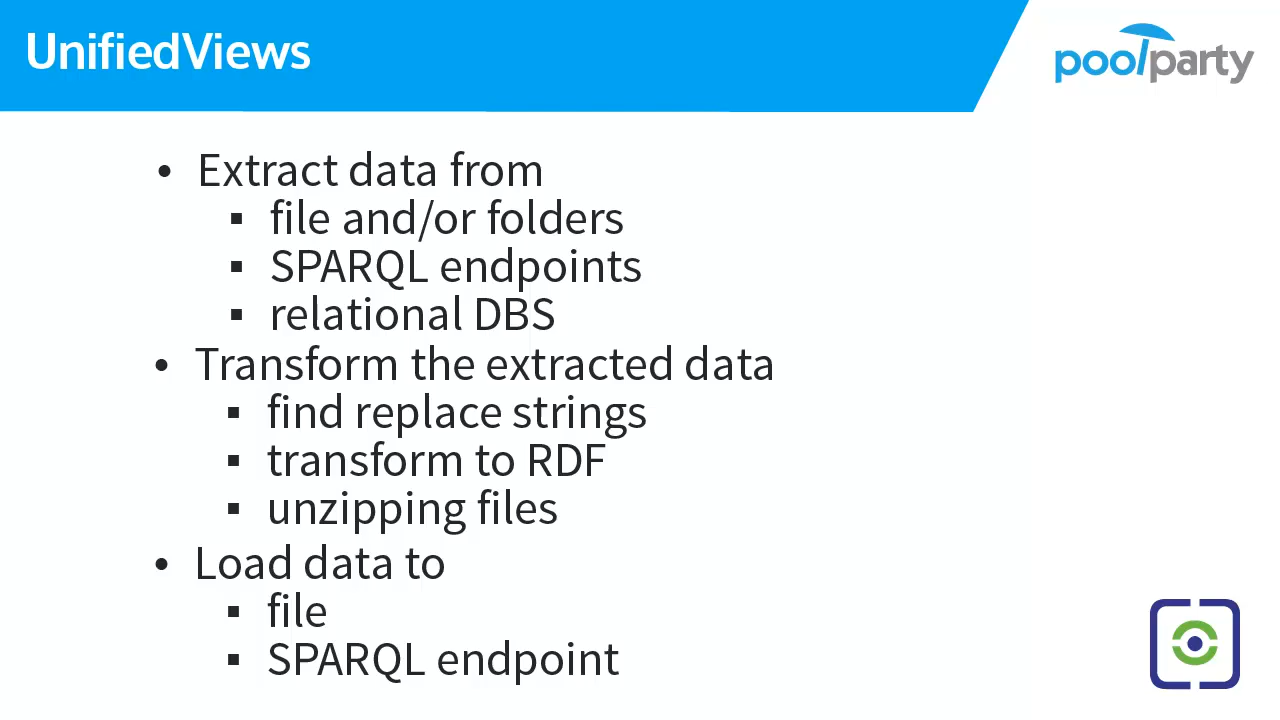 UnifiedViews
poolparty
• Extract data from
▪ file and/or folders
▪ SPARQL endpoints
▪ relational DBS
• Transform the extracted data
▪ find replace strings
▪ transform to RDF
▪ unzipping files
• Load data to
▪ file
▪ SPARQL endpoint